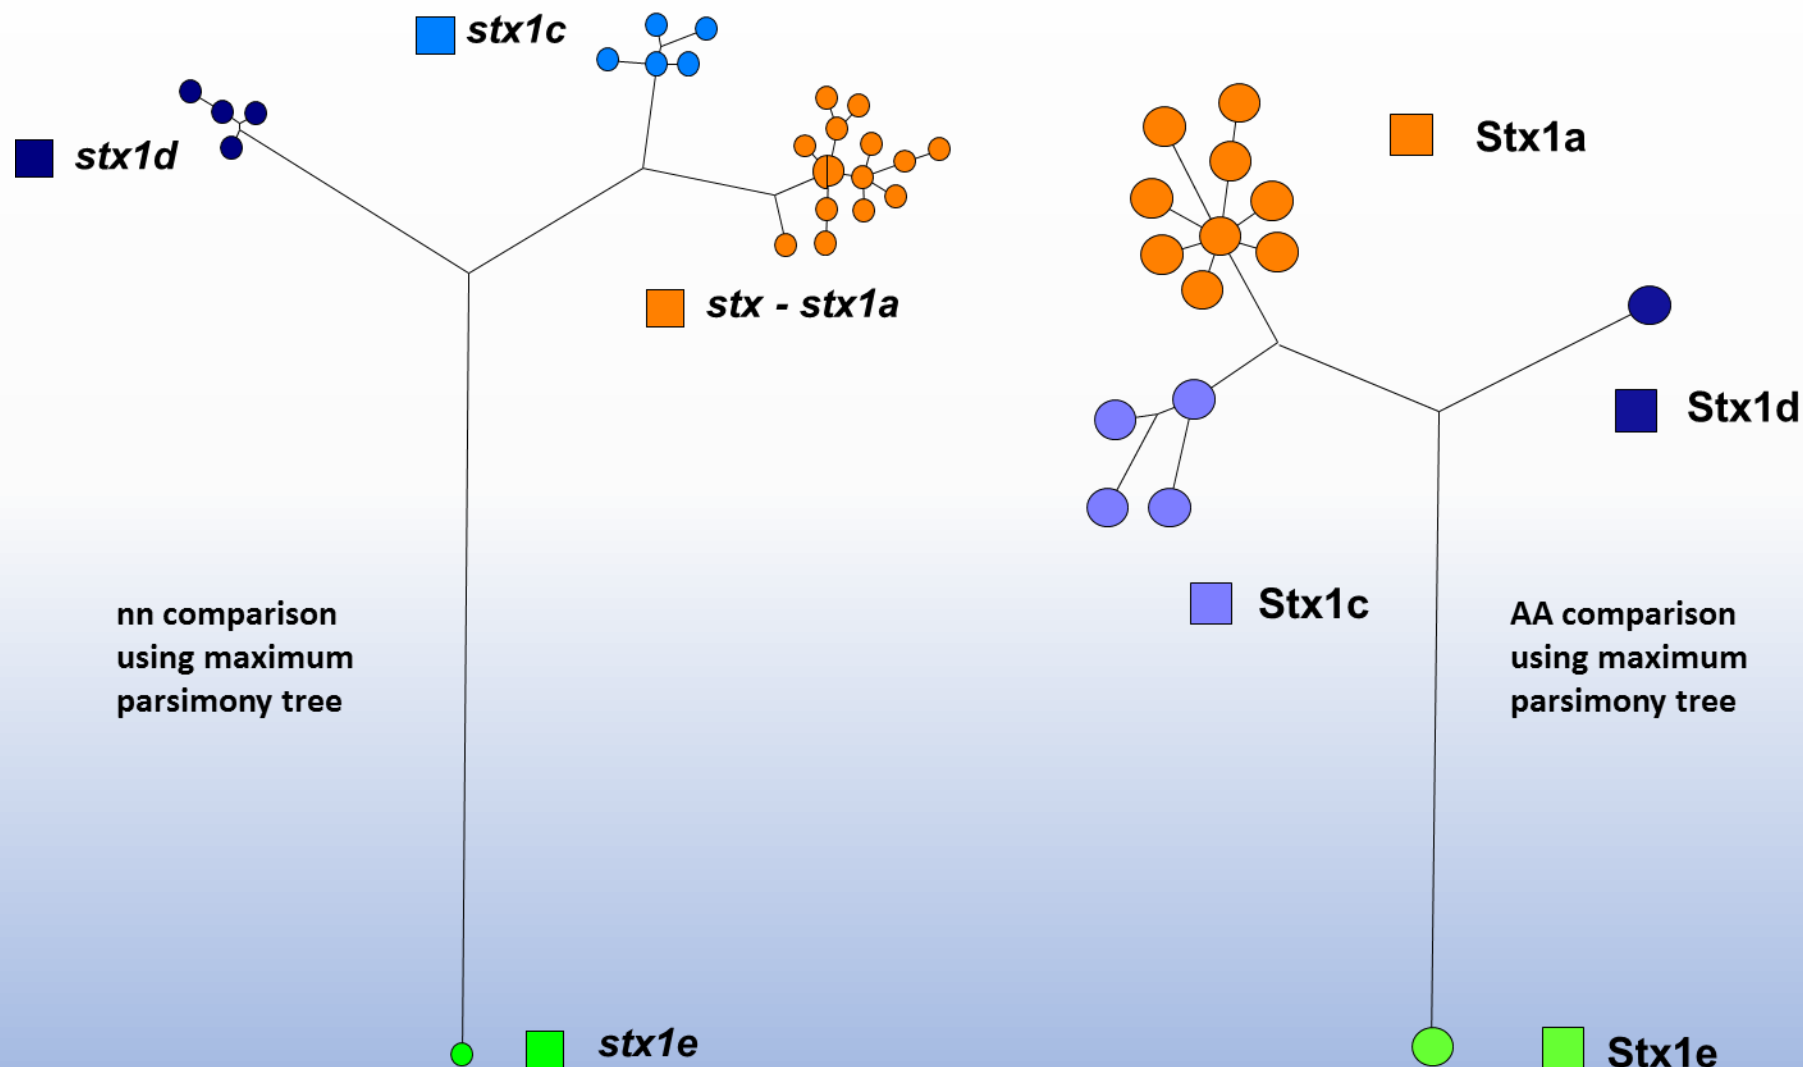 stx1c
stx1d
stx - stx1a
nn comparison
using maximum
parsimony tree
stx1e
Stx1a
Stx1d
Stx1c
AA comparison
using maximum
parsimony tree
Stx1e